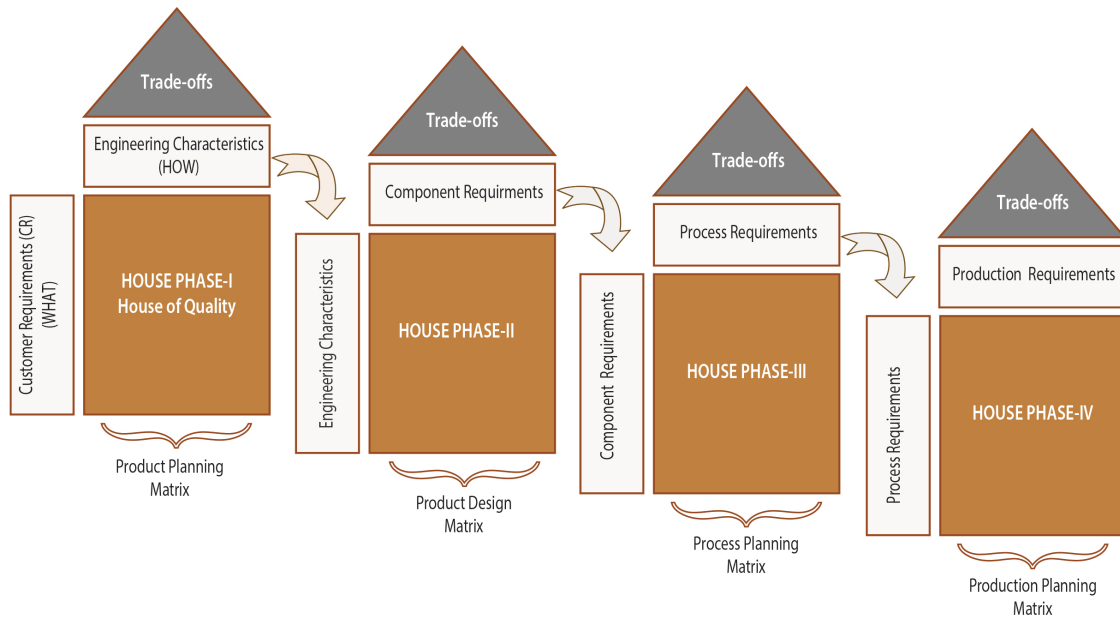 Trade-offs
Engineering Characteristics
(HOW)
Customer Requirements (CR)
(WHAT)
HOUSE PHASE-I
House of Quality
Product Planning
Matrix
Trade-offs
Component Requirments
Engineering Characteristics
HOUSE PHASE-II
Product Design
Matrix
Trade-offs
Process Requirements
Component Requirements
HOUSE PHASE-III
Process Planning
Matrix
Trade-offs
Production Requirements
Process Requirements
HOUSE PHASE-IV
Production Planning
Matrix